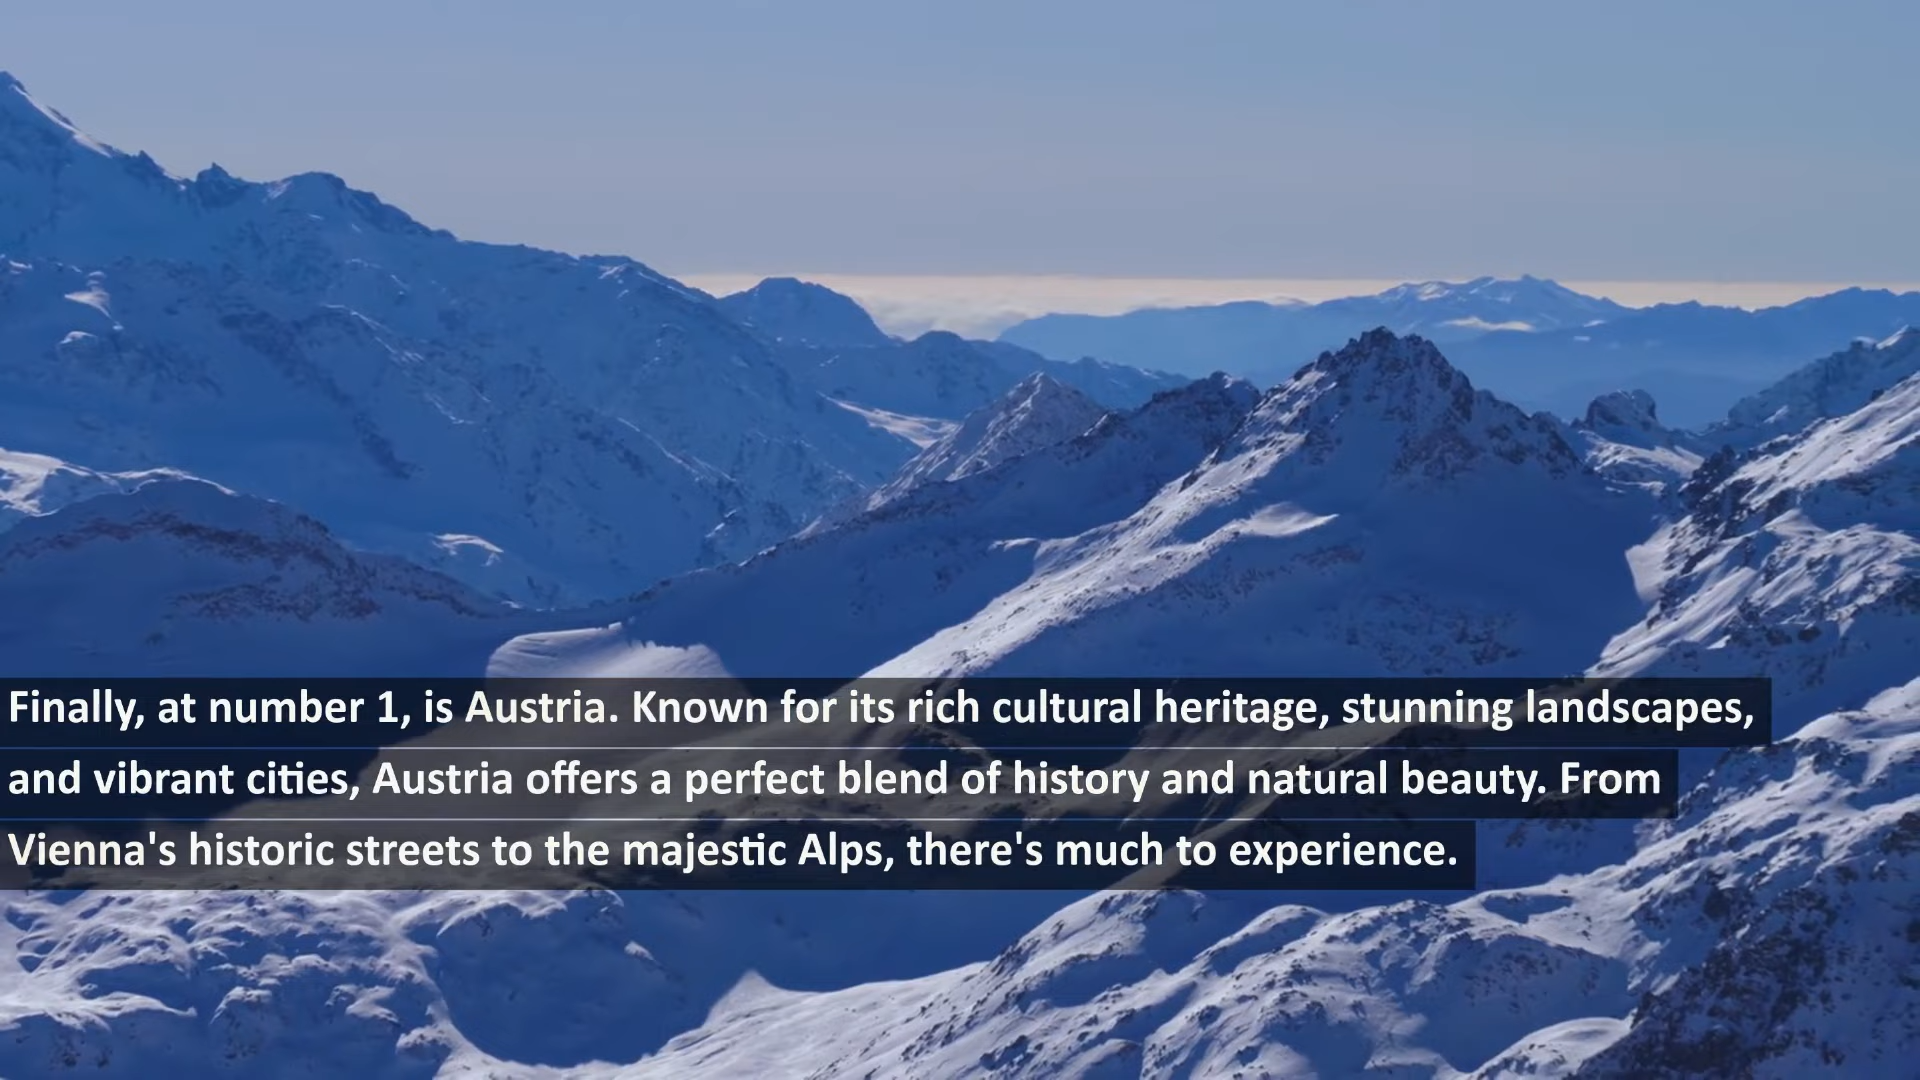 Finally, at number 1, is Austria. Known for its rich cultural heritage, stunning landscapes,
and vibrant cities, Austria offers a perfect blend of history and natural beauty. From
Vienna's historic streets to the majestic Alps, there's much to experience.